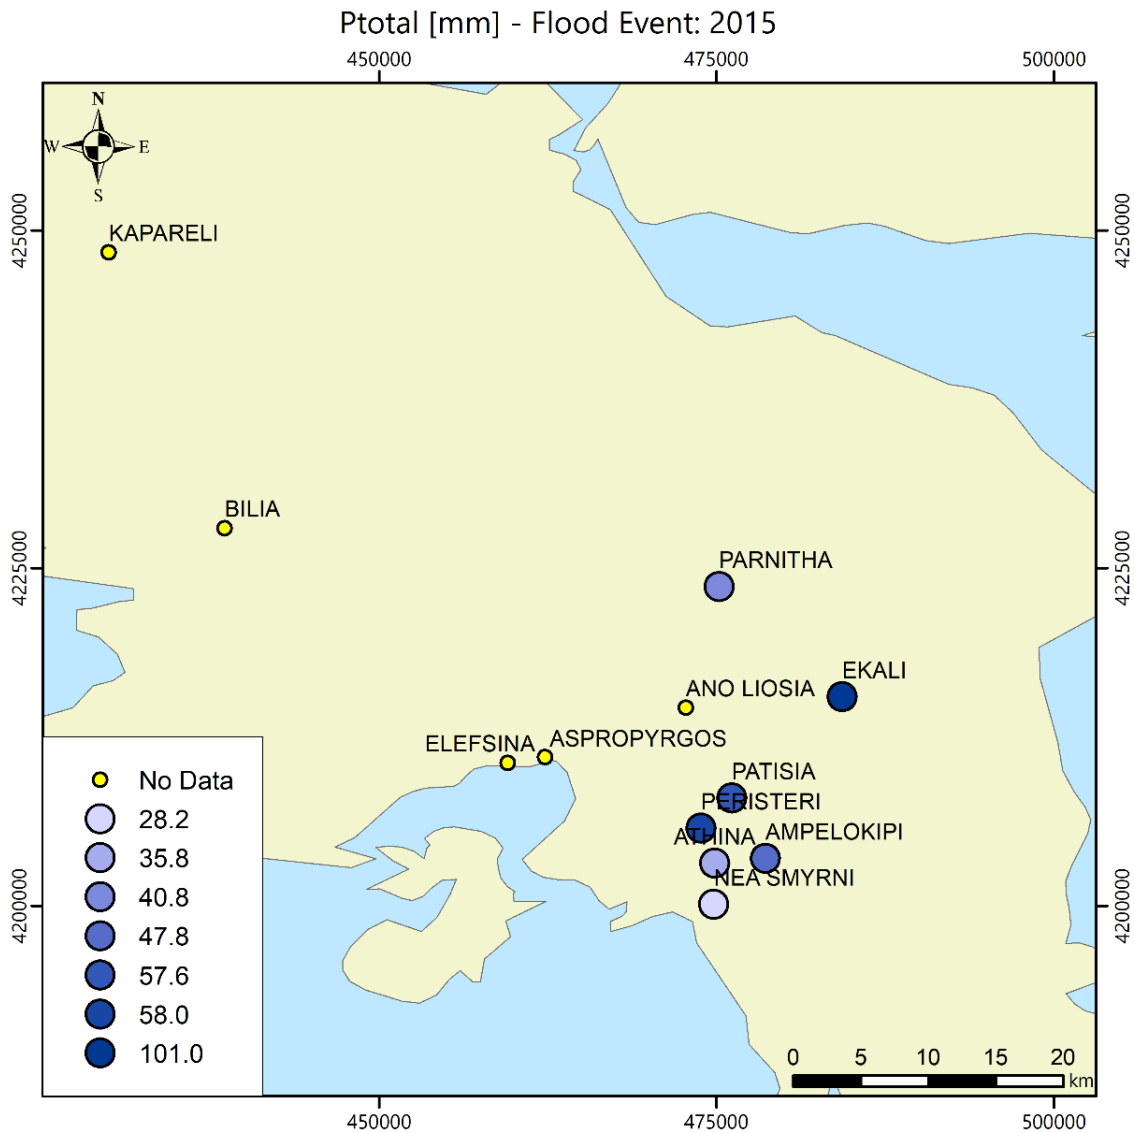 Ptotal [mm] - Flood Event: 2015
450000
475000
500000
N
W
E
S
4250000
4250000
KAPARELI
BILIA
4225000
4225000
PARNITHA
EKALI
ANO LIOSIA
ELEFSINA
ASPROPYRGOS
PATISIA
PERISTERI
ATHINA
AMPELOKIPI
NEA SMYRNI
4200000
4200000
No Data
28.2
35.8
40.8
47.8
57.6
58.0
101.0
0 5 10 15 20
km
450000
475000
500000